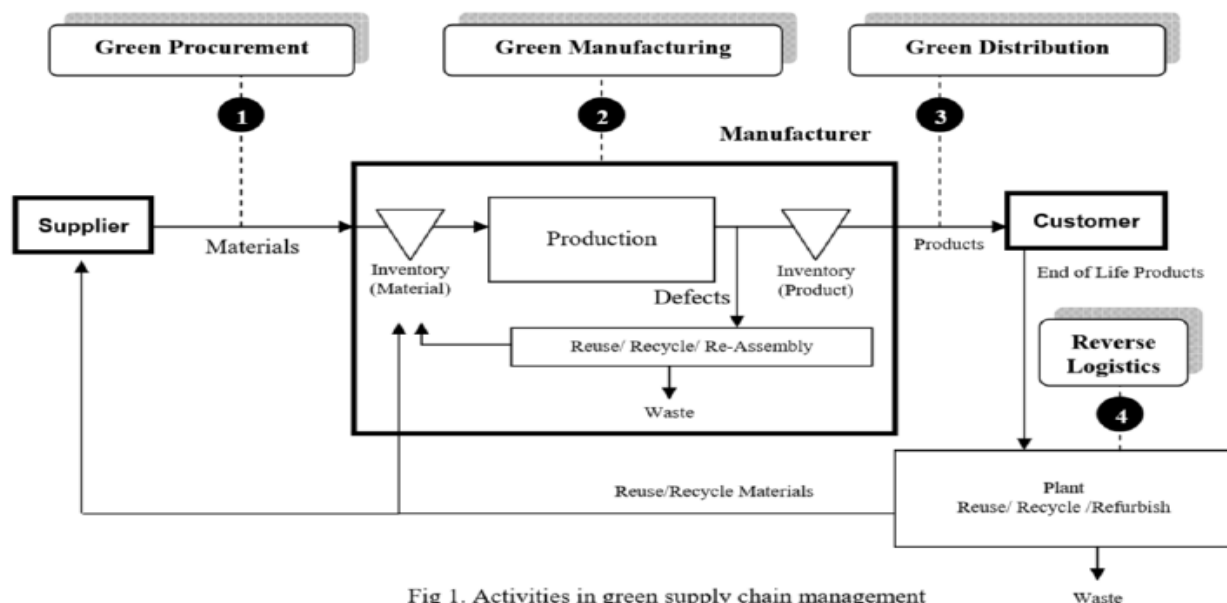 Green Procurement
Green Manufacturing
Green Distribution
1
2
3
Manufacturer
Supplier
Materials
Inventory
(Material)
Production
Defects
Inventory
(Product)
Products
Customer
End of Life Products
Reuse/ Recycle/ Re-Assembly
Waste
Reverse
Logistics
4
Reuse/Recycle Materials
Plant
Reuse/ Recycle /Refurbish
Waste
Fig 1. Activities in green supply chain management